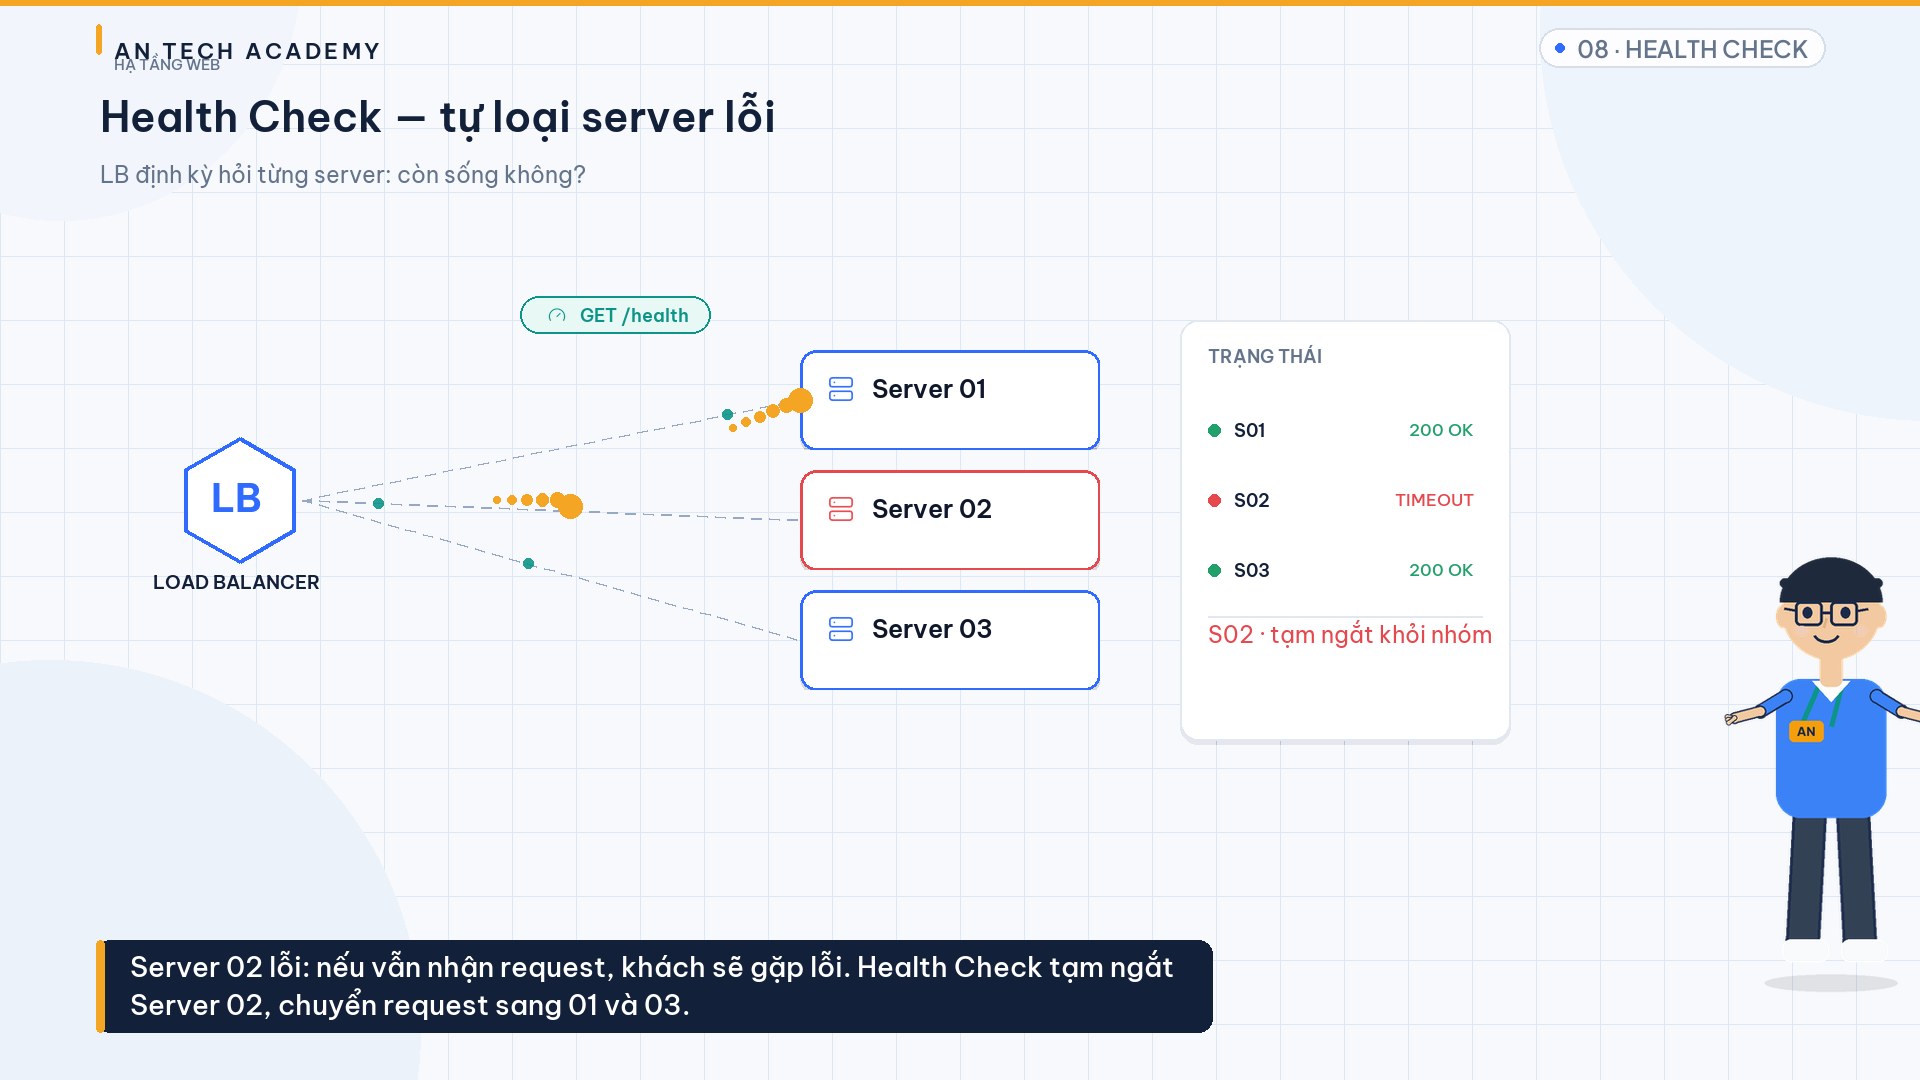 AN TECH ACADEMY
HẠ TẦNG WEB
08 · HEALTH CHECK
Health Check — tự loại server lỗi
LB định kỳ hỏi từng server: còn sống không?
GET /health
LB
LOAD BALANCER
Server 01
Server 02
Server 03
TRẠNG THÁI
S01 200 OK
S02 TIMEOUT
S03 200 OK
S02 · tạm ngắt khỏi nhóm
AN
Server 02 lỗi: nếu vẫn nhận request, khách sẽ gặp lỗi. Health Check tạm ngắt
Server 02, chuyển request sang 01 và 03.